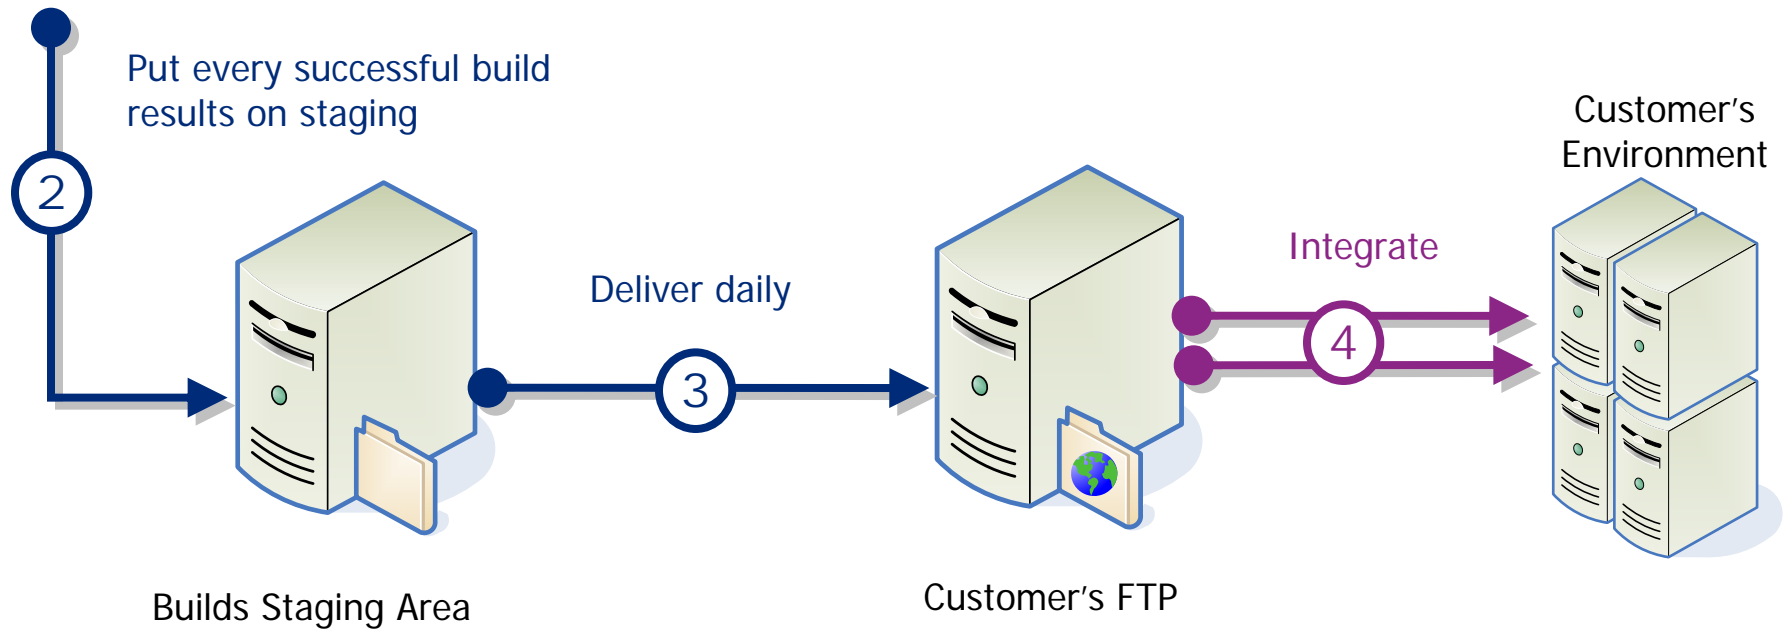 Put every successful build
results on staging
2
Customer's
Environment
Integrate
Deliver daily
4
3
Builds Staging Area
Customer's FTP